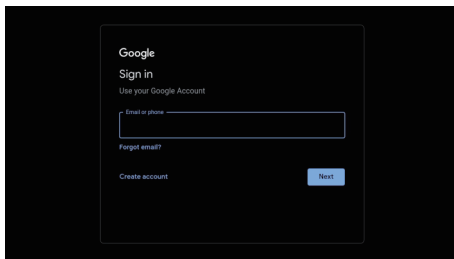 Google
Sign in
Use your Google Account
Email or phone
Forgot email?
Create account
Next